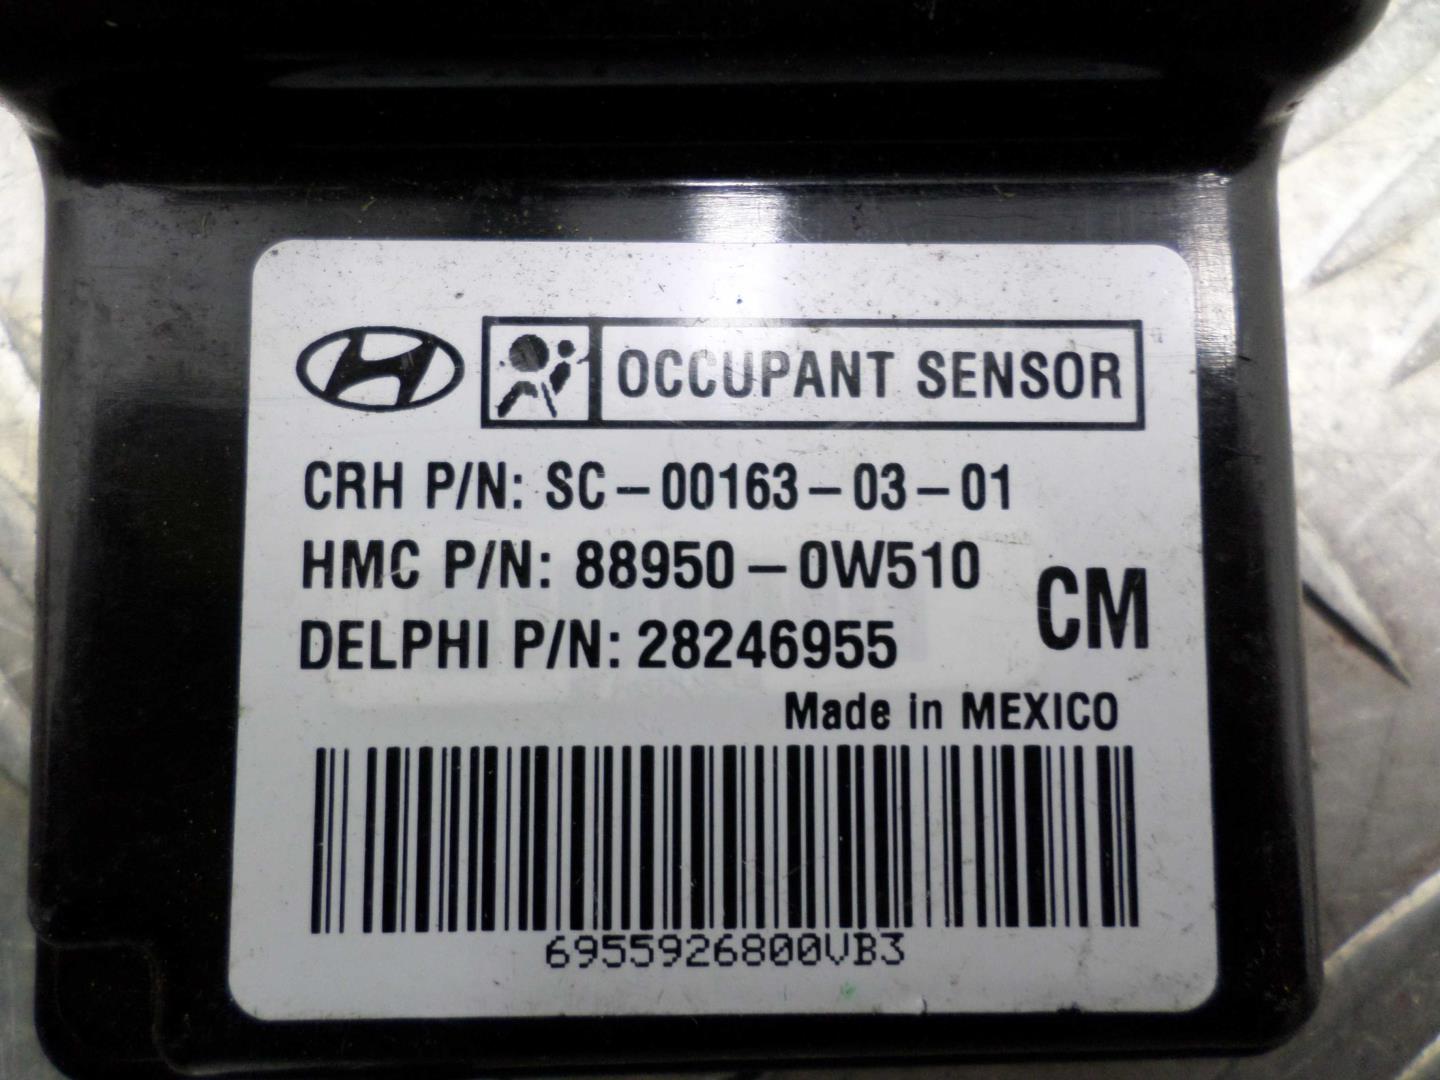 OCCUPANT SENSOR
CRH P/N: SC-00163-03-01
HMC P/N: 88950-0W510
CM
DELPHI P/N: 28246955
Made in MEXICO
6955926800VB3